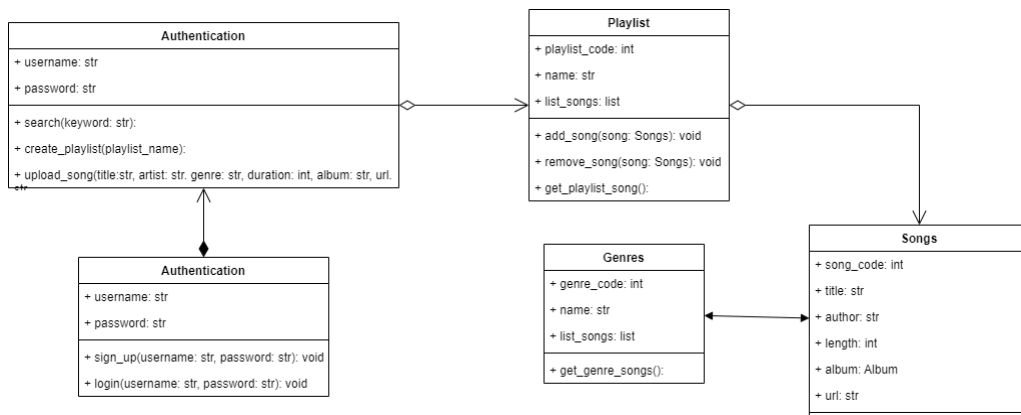 Authentication
+ username: str
+ password: str
+ search(keyword: str):
+ create_playlist(playlist_name):
+ upload_song(title:str, artist: str. genre: str, duration: int, album: str, url.
str
Playlist
+ playlist_code: int
+ name: str
+ list_songs: list
+ add_song(song: Songs): void
+ remove_song(song: Songs): void
+ get_playlist_song():
Authentication
+ username: str
+ password: str
+ sign_up(username: str, password: str): void
+ login(username: str, password: str): void
Genres
+ genre_code: int
+ name: str
+ list_songs: list
+ get_genre_songs():
Songs
+ song_code: int
+ title: str
+ author: str
+ length: int
+ album: Album
+ url: str